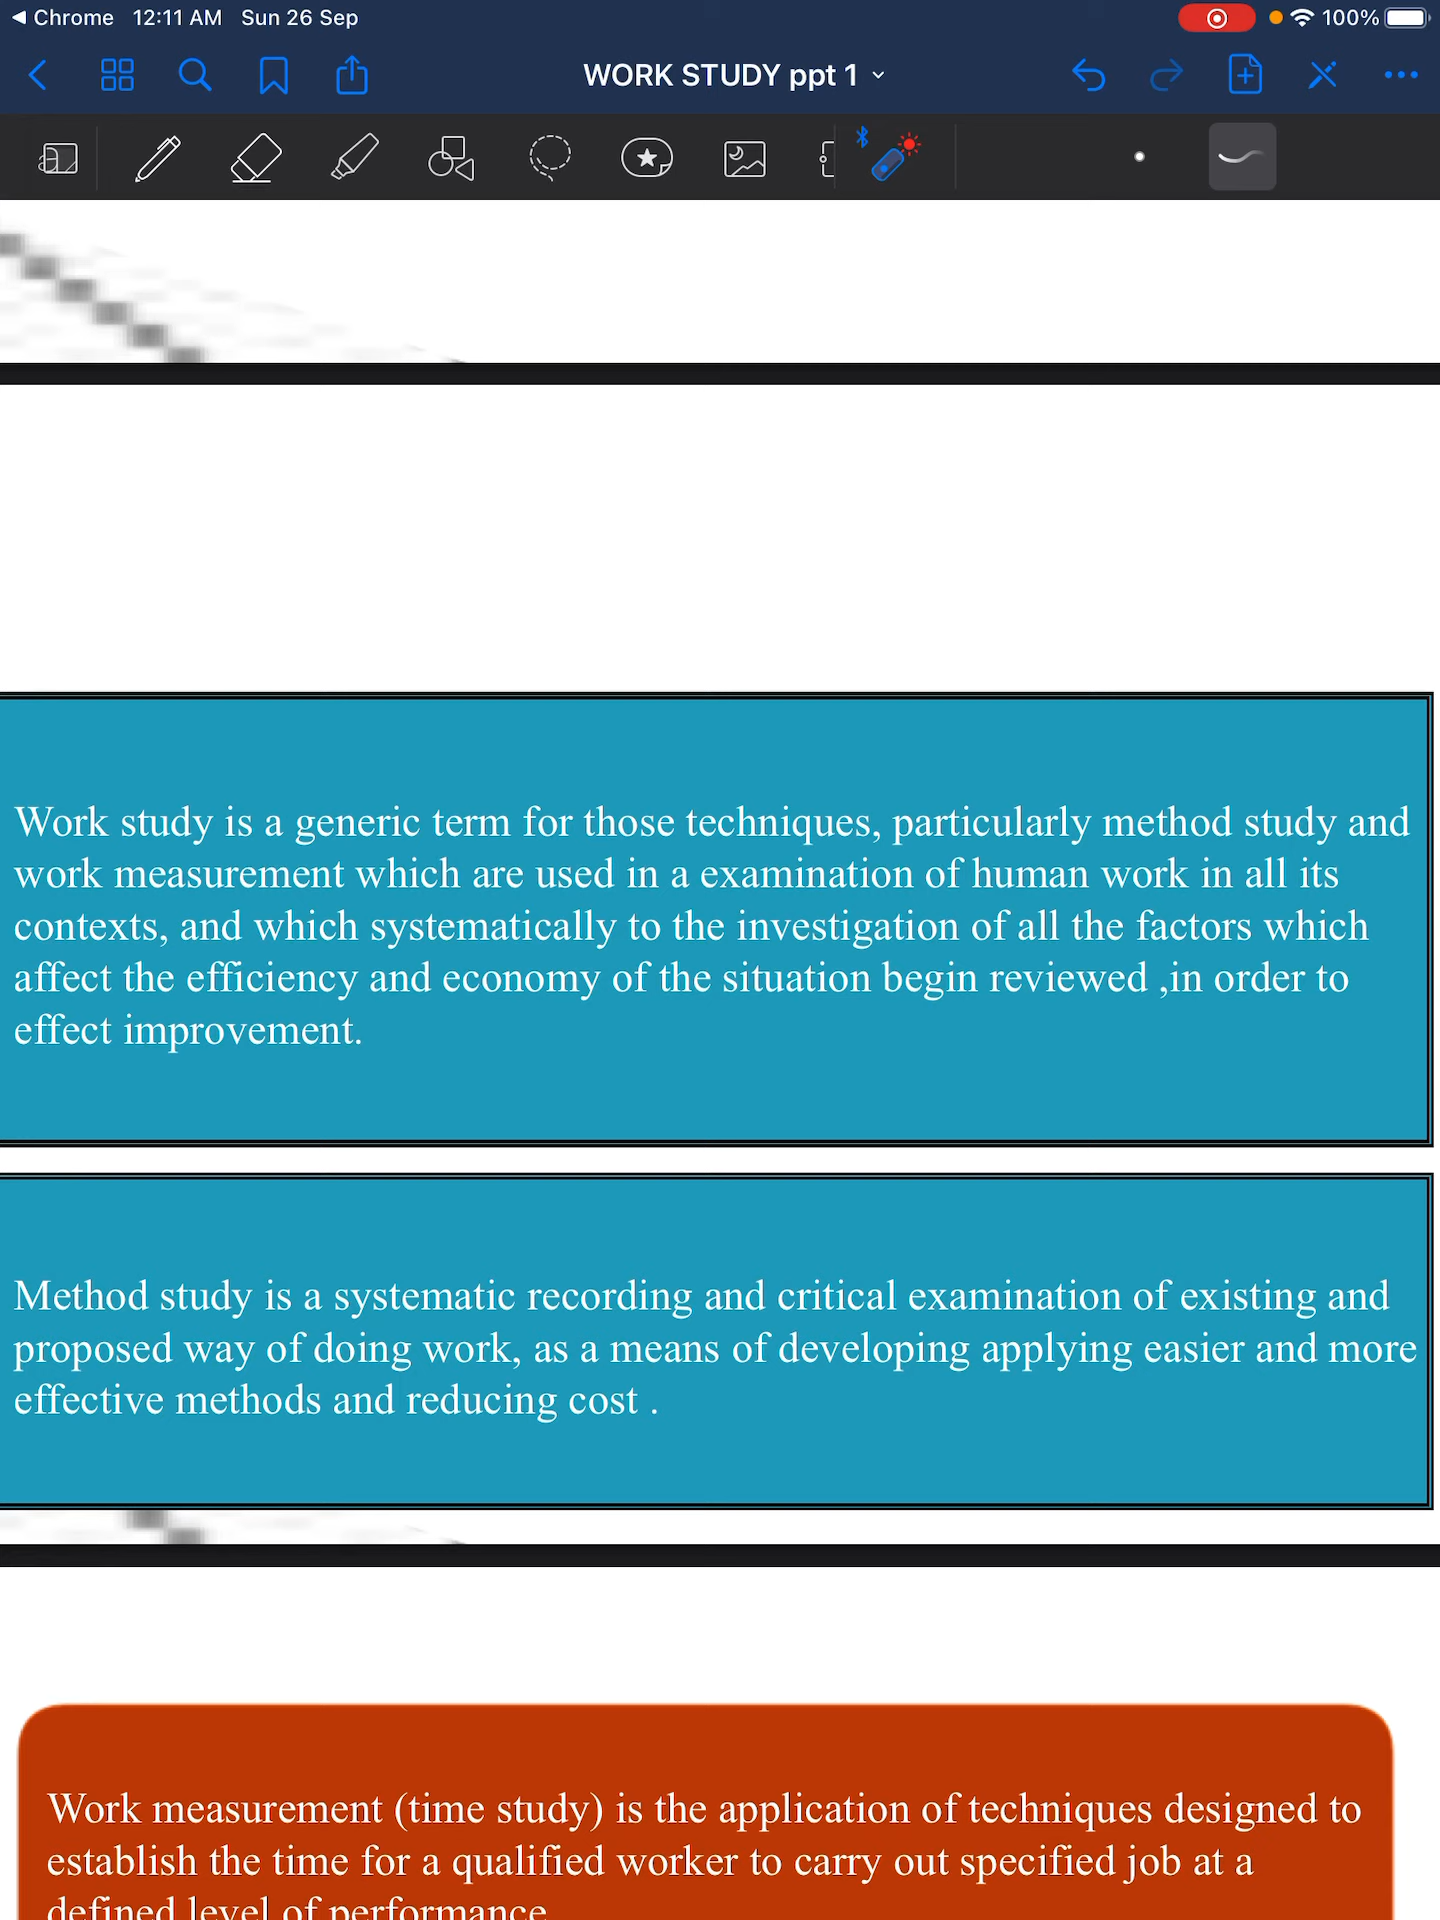 Chrome 12:11 AM Sun 26 Sep 100%
WORK STUDY ppt 1
Work study is a generic term for those techniques, particularly method study and
work measurement which are used in a examination of human work in all its
contexts, and which systematically to the investigation of all the factors which
affect the efficiency and economy of the situation begin reviewed ,in order to
effect improvement.
Method study is a systematic recording and critical examination of existing and
proposed way of doing work, as a means of developing applying easier and more
effective methods and reducing cost .
Work measurement (time study) is the application of techniques designed to
establish the time for a qualified worker to carry out specified job at a
defined level of performance